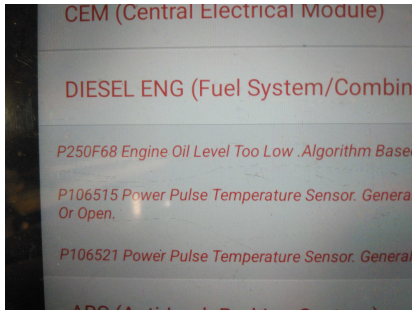 CEM (Central Electrical Module)
DIESEL ENG (Fuel System/Combin
P250F68 Engine Oil Level Too Low .Algorithm Base
P106515 Power Pulse Temperature Sensor. Genera
Or Open.
P106521 Power Pulse Temperature Sensor. General